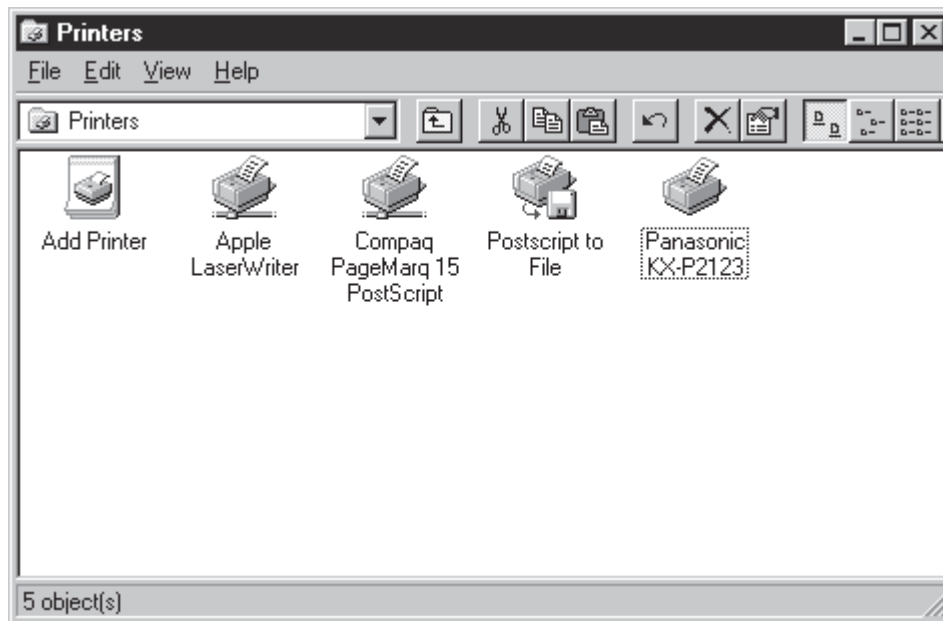 Printers
File Edit View Help
Printers
Add Printer
Apple
LaserWriter
Compaq
PageMarq 15
PostScript
Postscript to
File
Panasonic
KX-P2123
5 object(s)